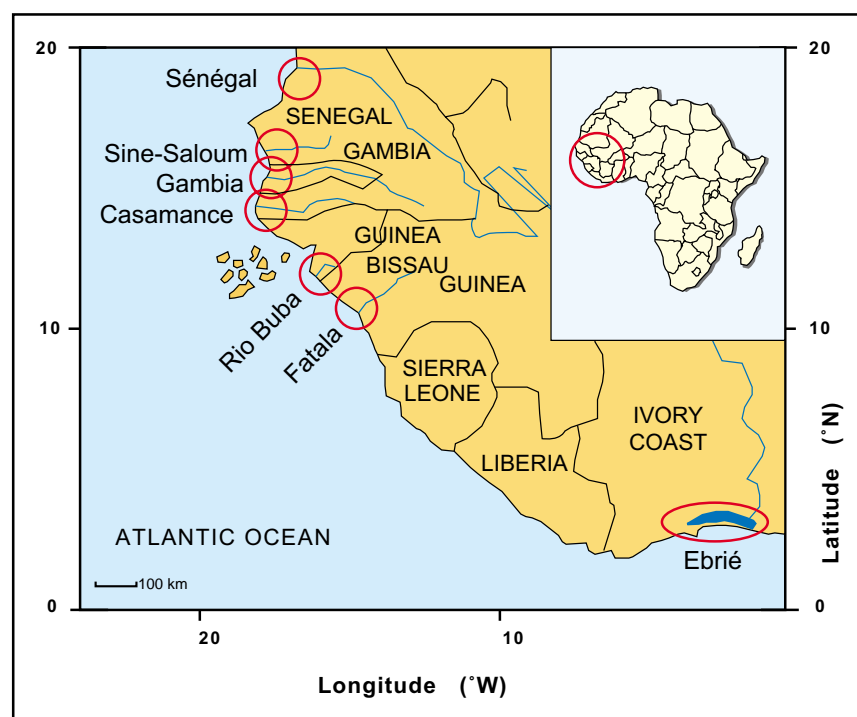 20
20
Sénégal
SENEGAL
Sine-Saloum
GAMBIA
Gambia
Casamance
GUINEA
BISSAU
GUINEA
Rio Buba
Fatala
10
10
SIERRA
LEONE
IVORY
COAST
LIBERIA
ATLANTIC OCEAN
Ebrié
100 km
0
0
20
10
Longitude (˚W)
Latitude (˚N)